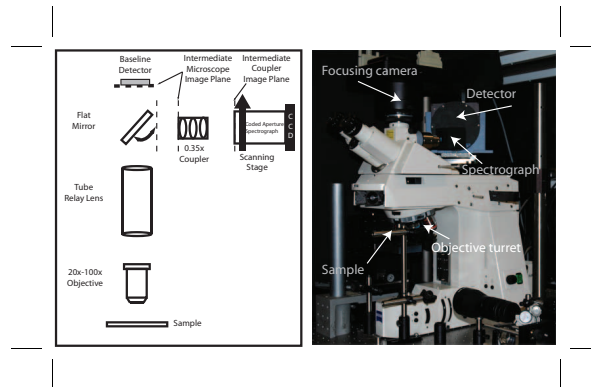 Baseline
Detector
Intermediate
Microscope
Image Plane
Intermediate
Coupler
Image Plane
Flat
Mirror
0.35x
Coupler
Coded Aperture
Spectrograph
C
C
D
Scanning
Stage
Tube
Relay Lens
20x-100x
Objective
Sample
Focusing camera
Detector
Spectrograph
Objective turret
Sample